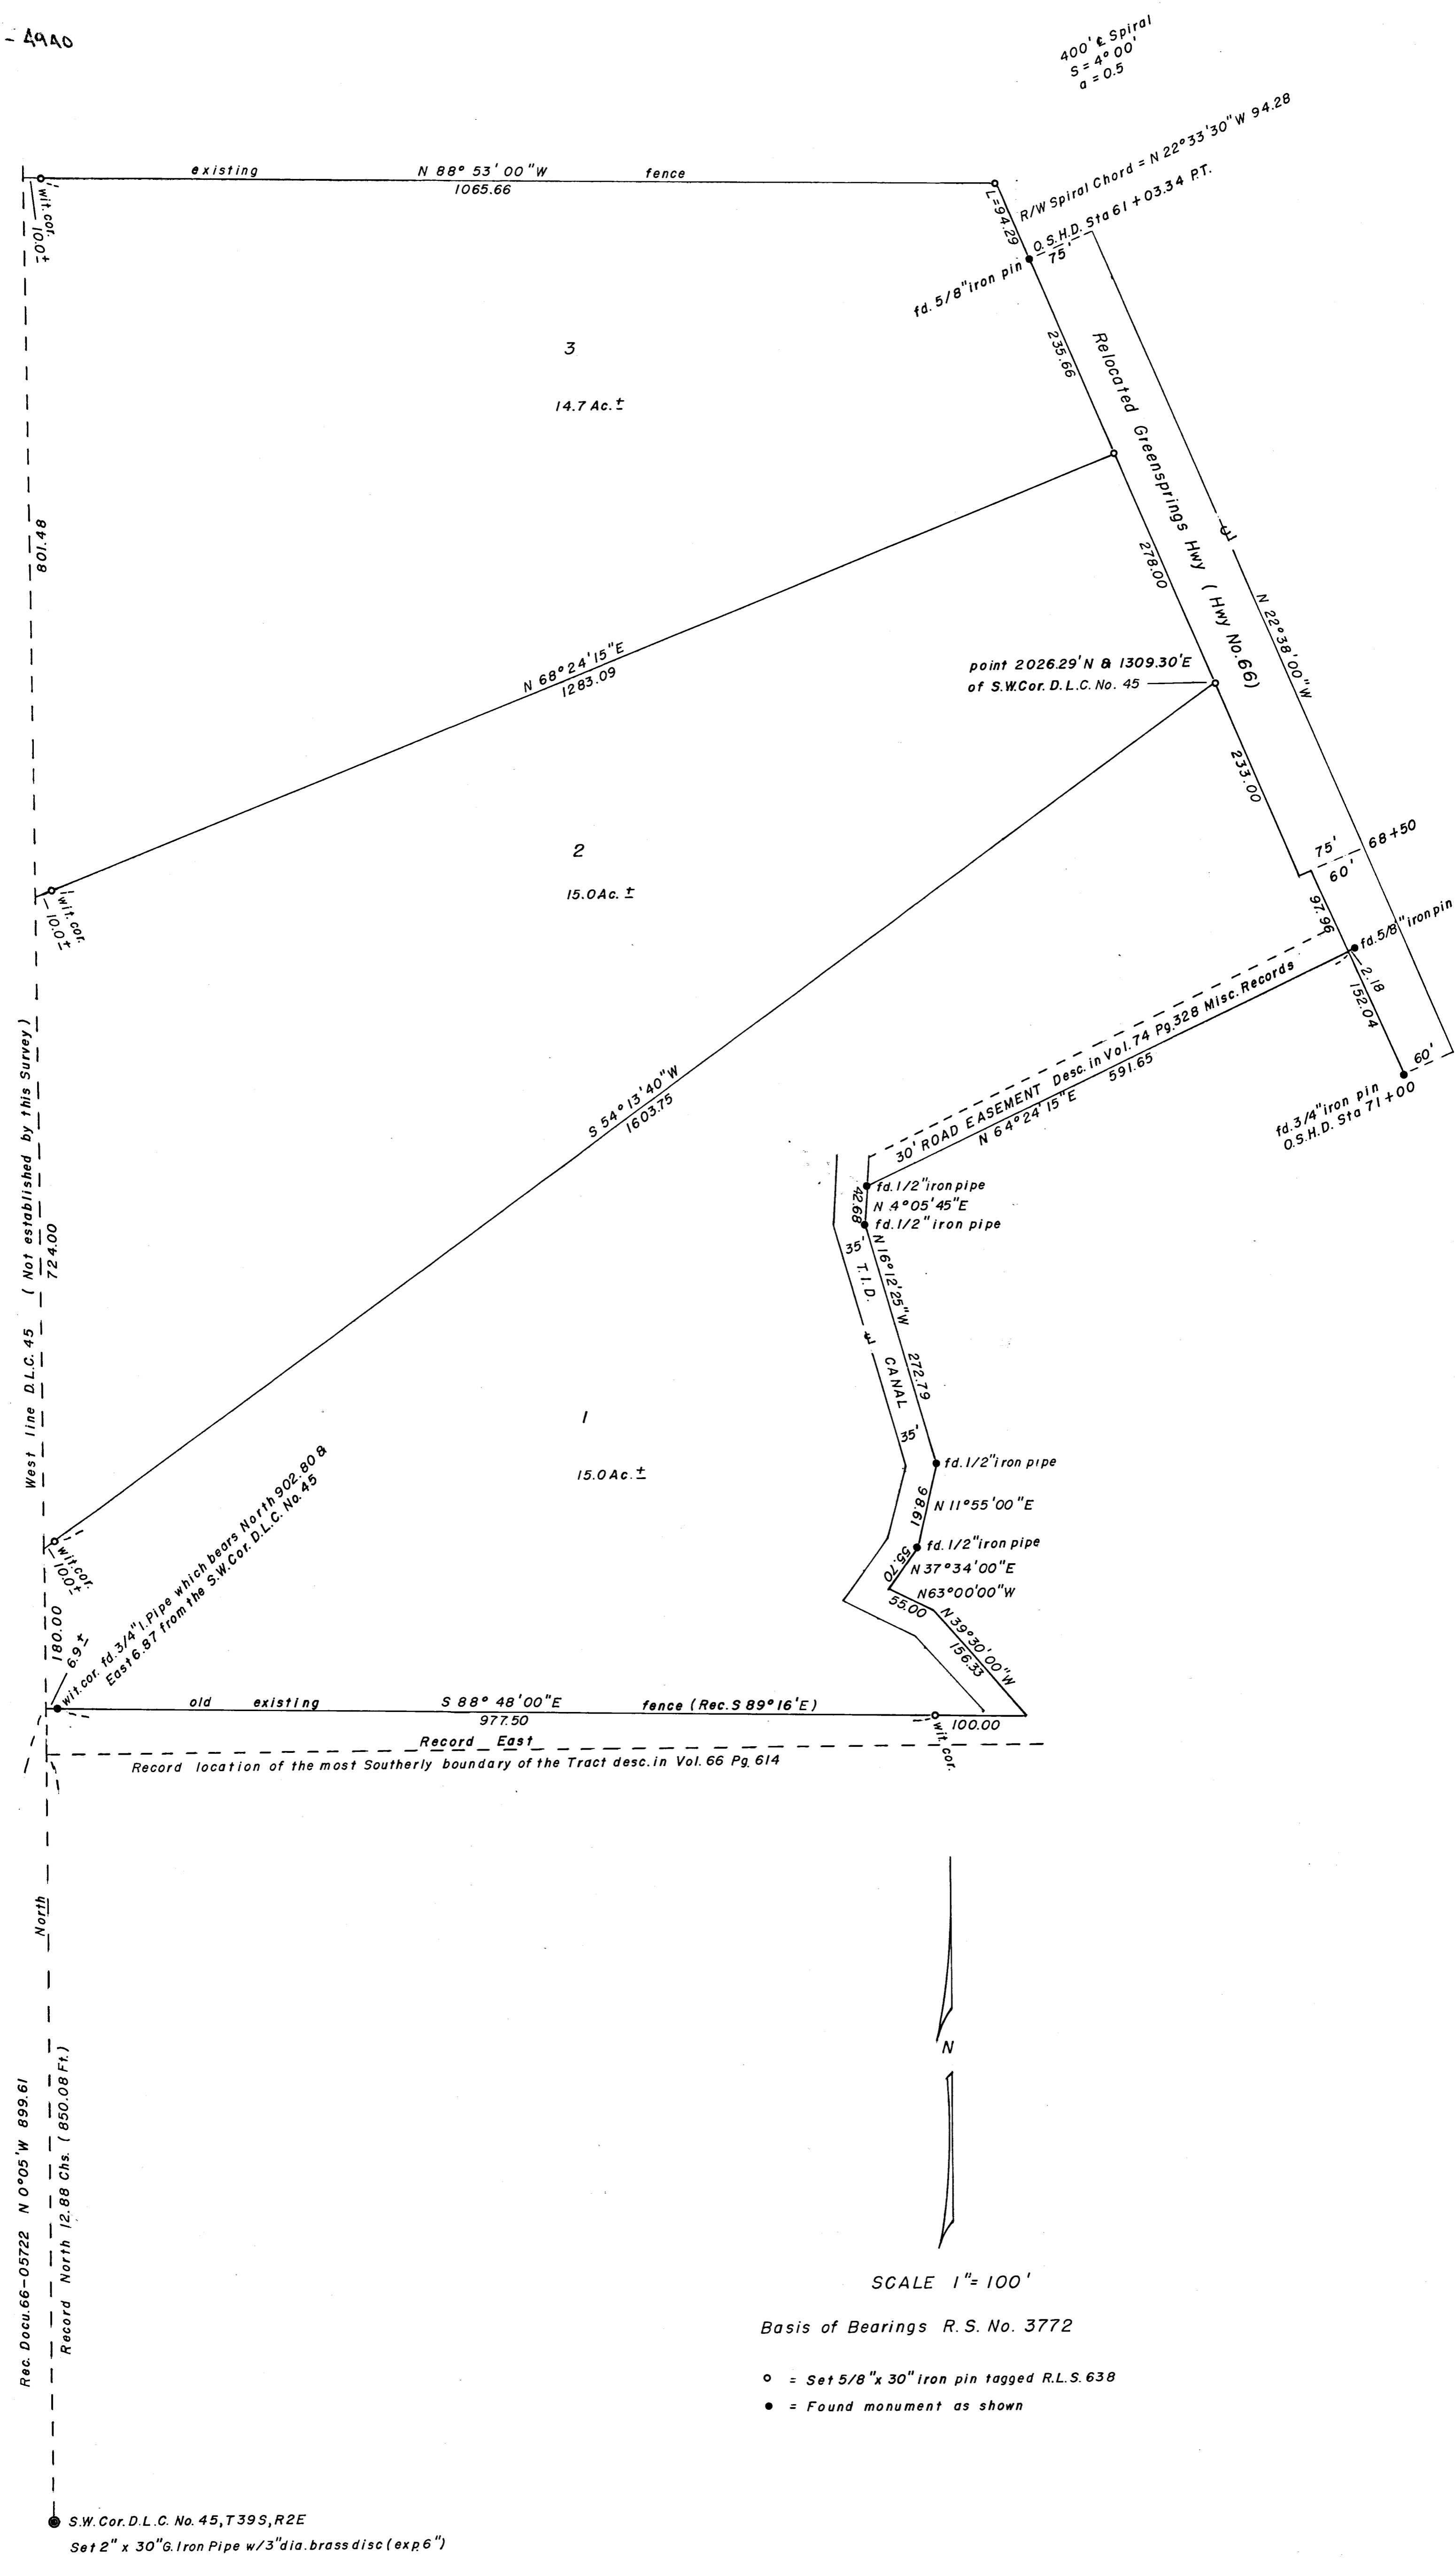 - 49A0
400' ℄ Spiral
S = 4°00'
a = 0.5
R/W Spiral Chord = N 22°33'30"W 94.28
O.S.H.D. Sta 61 + 03.34 P.T.
75'
existing N 88° 53' 00"W fence
1065.66
wit. cor.
10.0±
L=94.29
fd. 5/8" iron pin
235.66
Relocated Greensprings Hwy ( Hwy No. 66)
3
14.7 Ac. ±
801.48
278.00
℄
N 22°38'00"W
N 68°24'15"E
1283.09
point 2026.29'N & 1309.30'E
of S.W. Cor. D.L.C. No. 45
233.00
75'
68+50
60'
2
15.0 Ac. ±
wit. cor.
10.0±
97.96
fd. 5/8" iron pin
2.18
152.04
60'
fd. 3/4" iron pin
O.S.H.D. Sta 71+00
30' ROAD EASEMENT Desc. in Vol. 74 Pg. 328 Misc. Records
N 64°24'15"E 591.65
West line D.L.C. 45 ( Not established by this Survey)
724.00
S 54°13'40"W
1603.75
fd. 1/2" iron pipe
42.68
N 4°05'45"E
fd. 1/2" iron pipe
35'
T.I.D. ℄ CANAL
N 16°12'25"W 272.79
35'
1
15.0 Ac. ±
fd. 1/2" iron pipe
98.61
N 11°55'00"E
fd. 1/2" iron pipe
55.70
N 37°34'00"E
N 63°00'00"W
55.00
N 39°30'00"W
156.33
wit. cor.
10.0±
180.00
6.9±
wit. cor. fd. 3/4" I. Pipe which bears North 902.80 &
East 6.87 from the S.W. Cor. D.L.C. No. 45
old existing S 88° 48'00"E fence (Rec. S 89°16'E)
977.50
100.00
wit. cor.
Record East
Record location of the most Southerly boundary of the Tract desc. in Vol. 66 Pg. 614
North
Rec. Docu. 66-05722 N 0°05'W 899.61
Record North 12.88 Chs. ( 850.08 Ft.)
N
SCALE 1"= 100'
Basis of Bearings R.S. No. 3772
o = Set 5/8" x 30" iron pin tagged R.L.S. 638
● = Found monument as shown
S.W. Cor. D.L.C. No. 45, T39S, R2E
Set 2" x 30" G. Iron Pipe w/3" dia. brass disc (exp. 6")